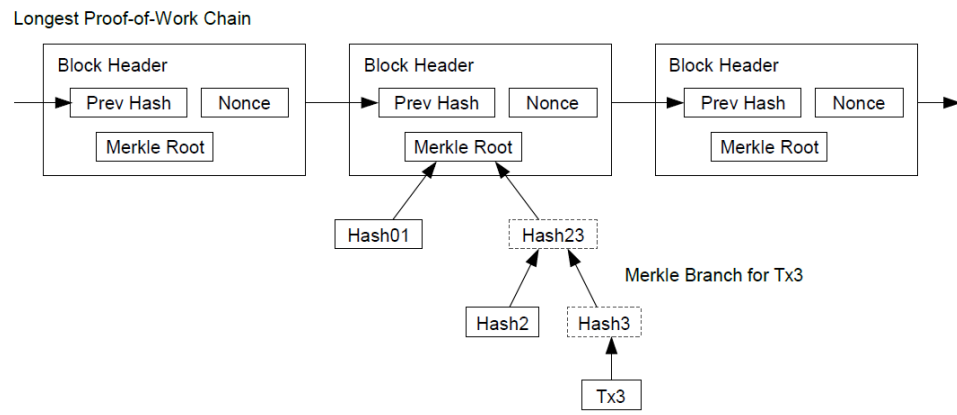 Longest Proof-of-Work Chain
Block Header
Prev Hash
Nonce
Merkle Root
Block Header
Prev Hash
Nonce
Merkle Root
Block Header
Prev Hash
Nonce
Merkle Root
Hash01
Hash23
Merkle Branch for Tx3
Hash2
Hash3
Tx3